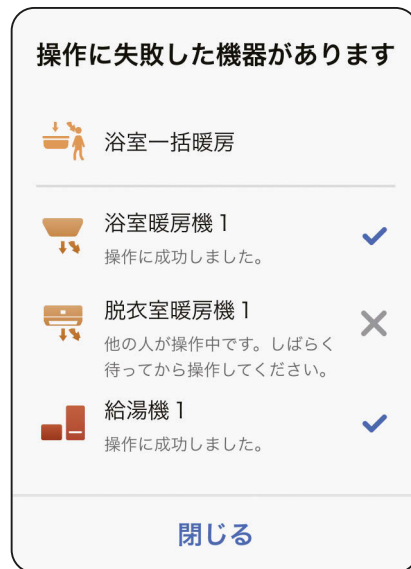 操作に失敗した機器があります
浴室一括暖房
浴室暖房機1
操作に成功しました。
脱衣室暖房機1
他の人が操作中です。しばらく
待ってから操作してください。
給湯機1
操作に成功しました。
閉じる